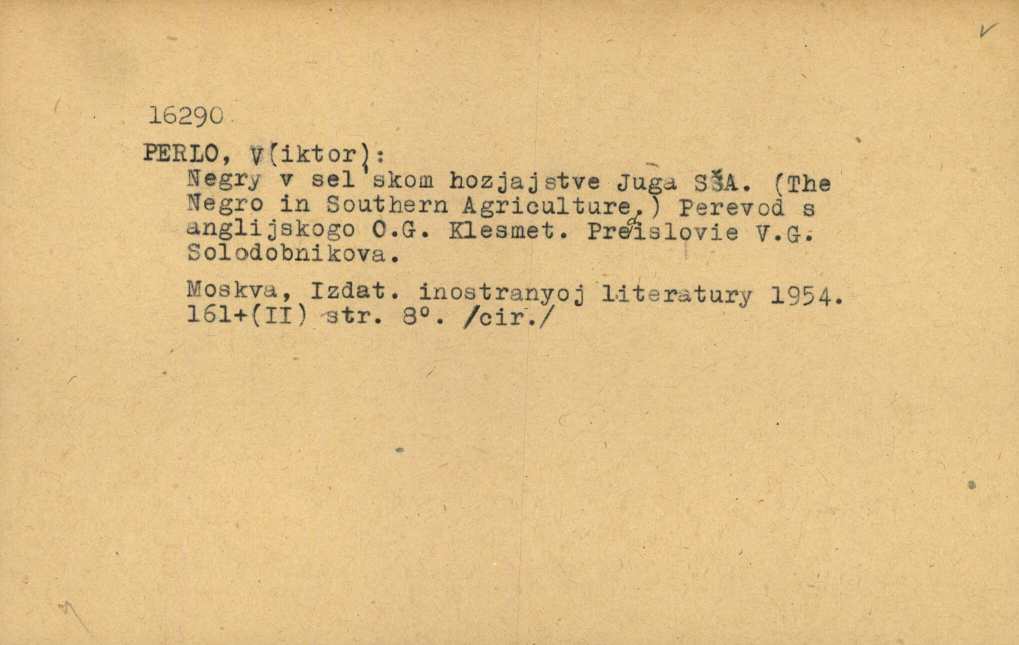 16290
PERLO, V(iktor):
Negry v sel'skom hozjajstve Juga SŠA. (The
Negro in Southern Agriculture.) Perevod s
anglijskogo O.G. Klesmet. Predislovie V.G.
Solodobnikova.
Moskva, Izdat. inostranyoj literatury 1954.
161+(II) str. 8°. /cir./